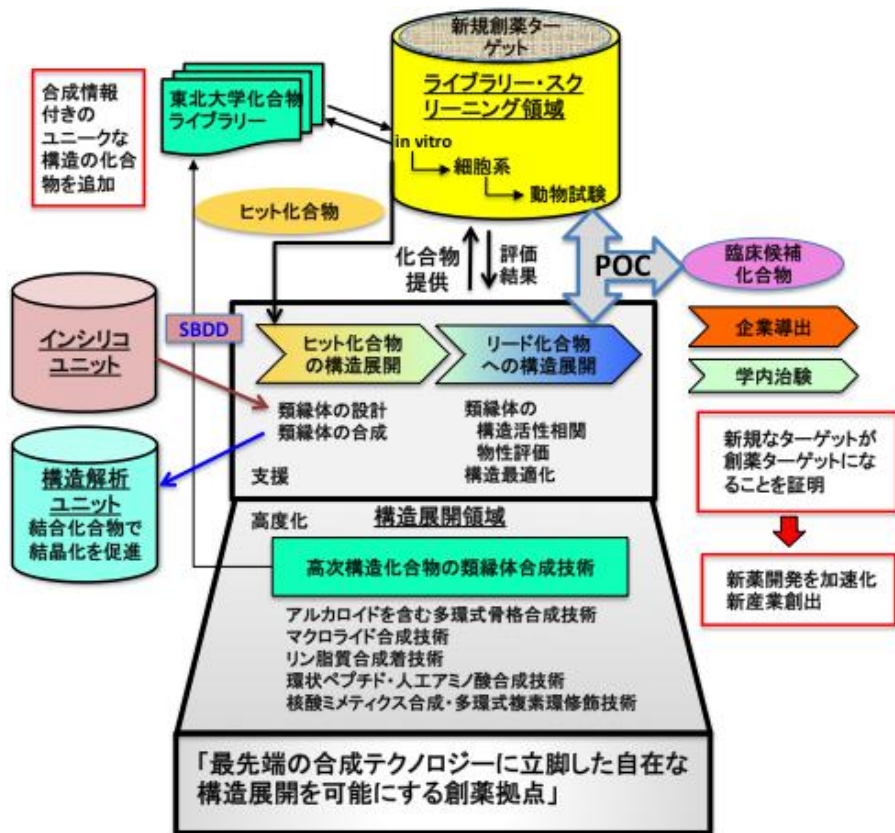 新規創薬ター
ゲット
ライブラリー・スク
リーニング領域
in vitro
細胞系
動物試験
東北大学化合物
ライブラリー
合成情報
付きの
ユニークな
構造の化合
物を追加
ヒット化合物
化合物
提供
評価
結果
POC
臨床候補
化合物
インシリコ
ユニット
SBDD
ヒット化合物
の構造展開
リード化合物
への構造展開
企業導出
学内治験
類縁体の設計
類縁体の合成
支援
類縁体の
構造活性相関
物性評価
構造最適化
新規なターゲットが
創薬ターゲットにな
ることを証明
構造解析
ユニット
結合化合物で
結晶化を促進
高度化
構造展開領域
高次構造化合物の類縁体合成技術
新薬開発を加速化
新産業創出
アルカロイドを含む多環式骨格合成技術
マクロライド合成技術
リン脂質合成着技術
環状ペプチド・人工アミノ酸合成技術
核酸ミメティクス合成・多環式複素環修飾技術
「最先端の合成テクノロジーに立脚した自在な
構造展開を可能にする創薬拠点」